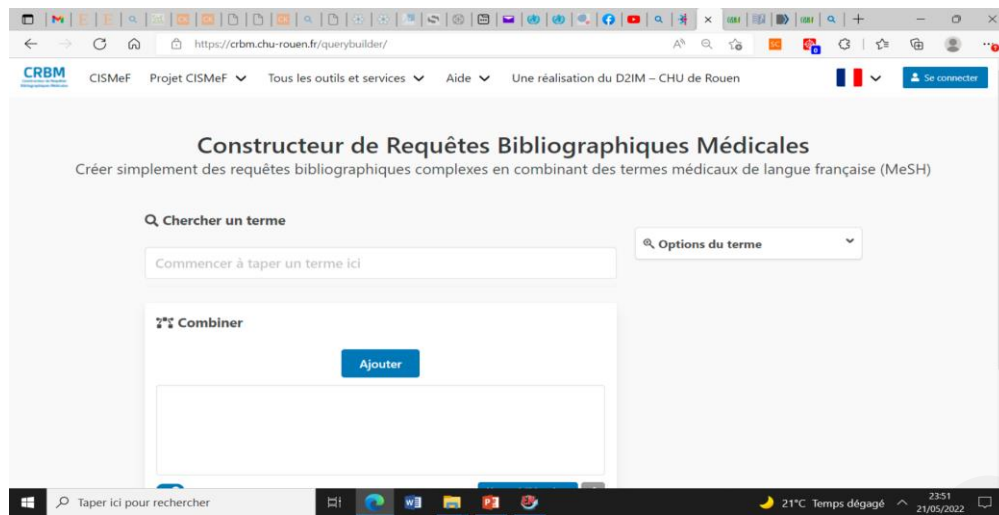 https://crbm.chu-rouen.fr/querybuilder/
CRBM
CISMeF Projet CISMeF Tous les outils et services Aide Une réalisation du D2IM – CHU de Rouen Se connecter
Constructeur de Requêtes Bibliographiques Médicales
Créer simplement des requêtes bibliographiques complexes en combinant des termes médicaux de langue française (MeSH)
Chercher un terme
Options du terme
Commencer à taper un terme ici
Combiner
Ajouter
Taper ici pour rechercher
21°C Temps dégagé
23:51
21/05/2022